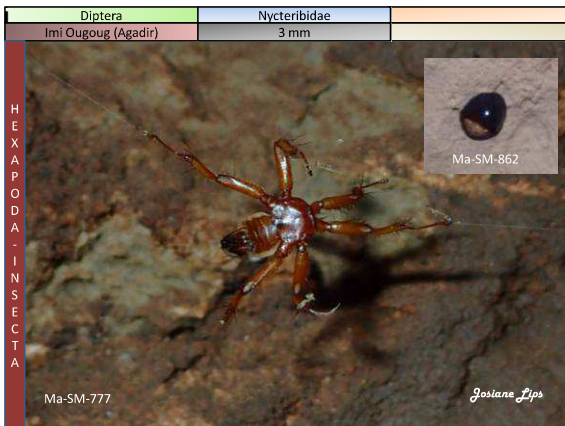 Diptera
Nycteribidae
Imi Ougoug (Agadir)
3 mm
HEXAPODA-INSECTA
Ma-SM-862
Ma-SM-777
Josiane Lips